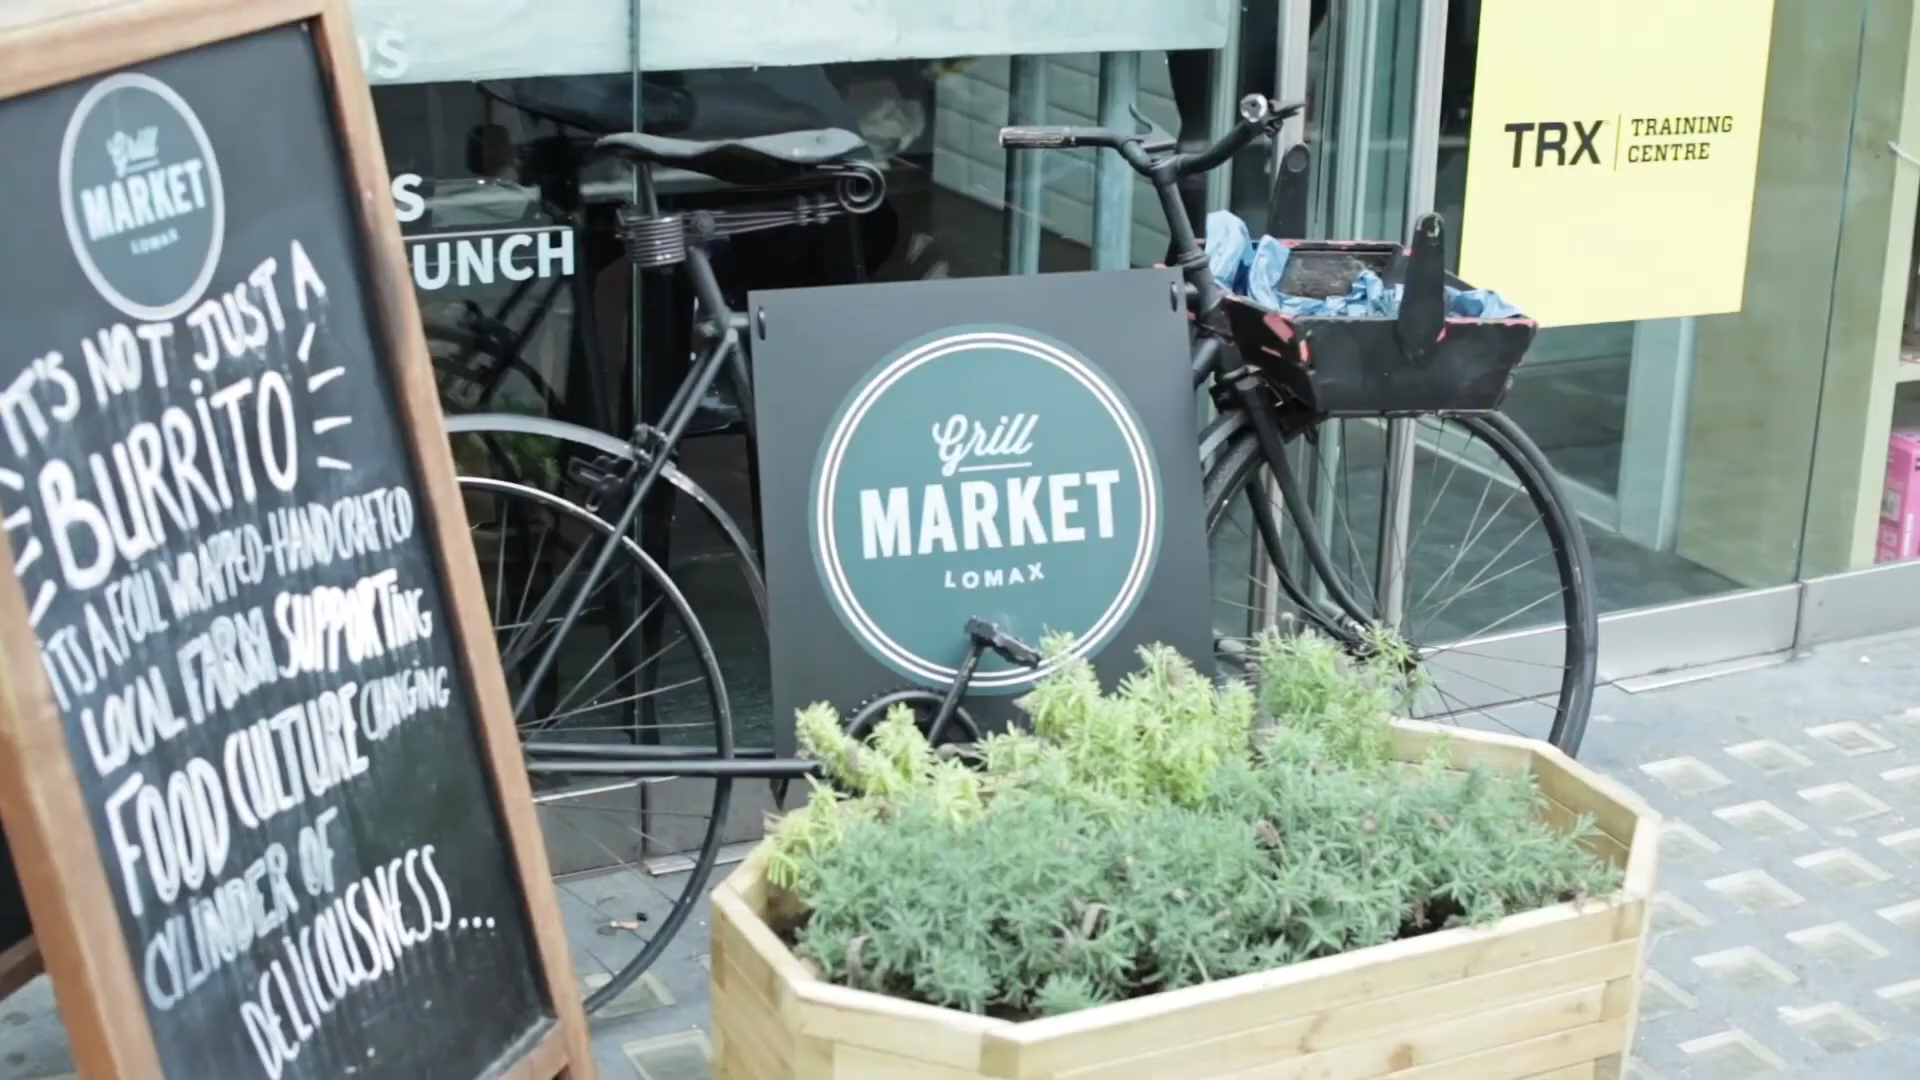 Grill
MARKET
LOMAX
IT'S NOT JUST A
BURRITO
IT'S A FOIL WRAPPED-HANDCRAFTED
LOCAL FARM SUPPORTING
FOOD CULTURE CHANGING
CYLINDER OF
DELICIOUSNESS...
DS
S
UNCH
Grill
MARKET
LOMAX
TRX
TRAINING
CENTRE